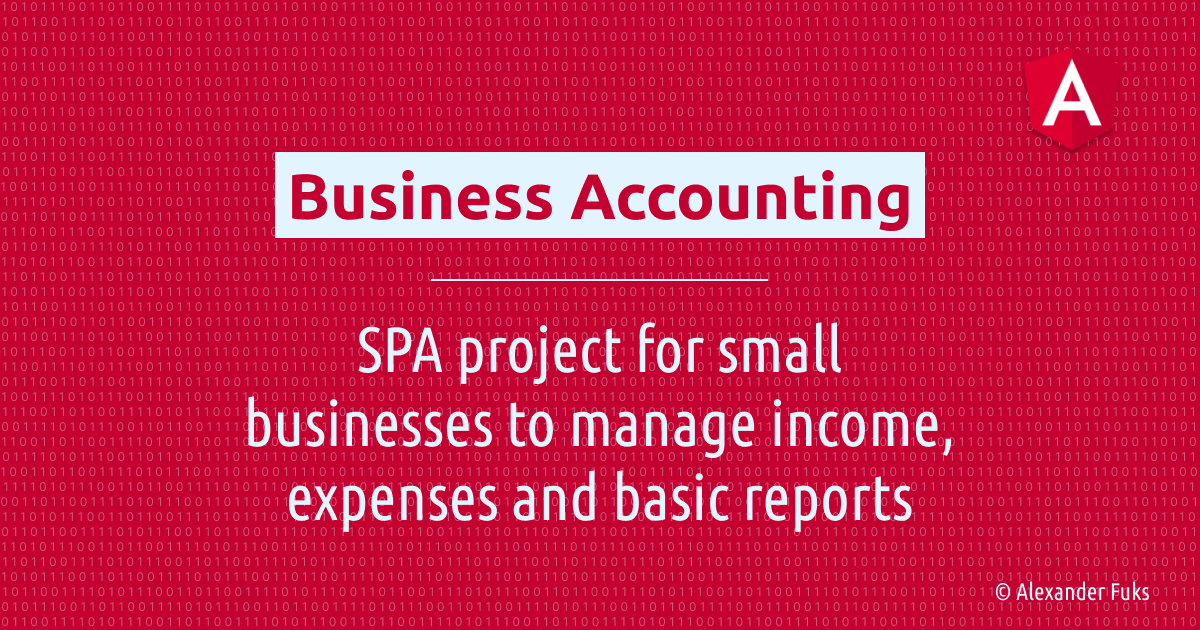 A
Business Accounting
SPA project for small
businesses to manage income,
expenses and basic reports
© Alexander Fuks